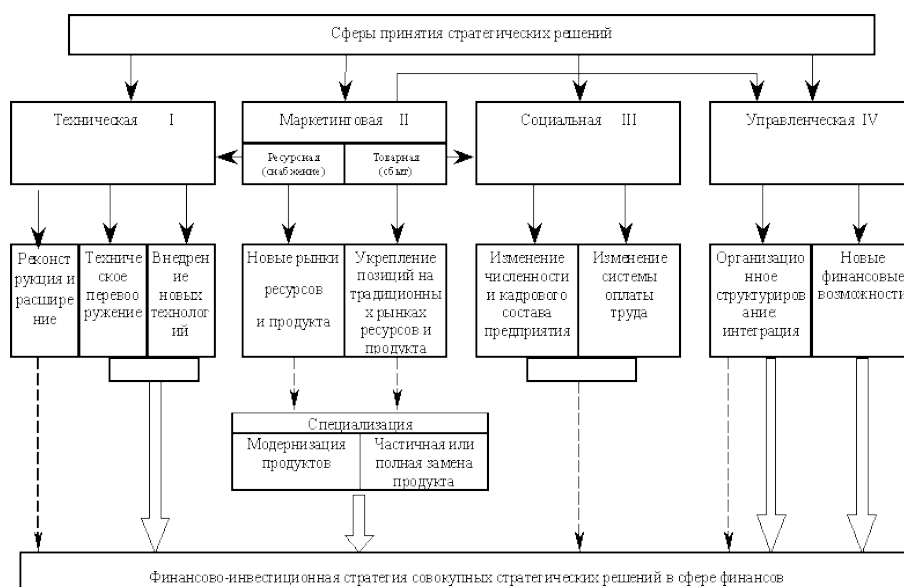 Сферы принятия стратегических решений
Техническая I
Маркетинговая II
Ресурсная
(снабжение)
Товарная
(сбыт)
Социальная III
Управленческая IV
Реконст
рукция и
расшире
ние
Техниче
ское
перевоо
ружение
Внедрен
ие
новых
технолог
ий
Новые рынки
ресурсов
и продукта
Укрепление
позиций на
традиционны
х рынках
ресурсов и
продукта
Изменение
численности
и кадрового
состава
предприятия
Изменение
системы
оплаты
труда
Организацио
нное
структуриров
ание:
интеграция
Новые
финансовые
возможности
Специализация
Модернизация
продуктов
Частичная или
полная замена
продукта
Финансово-инвестиционная стратегия совокупных стратегических решений в сфере финансов